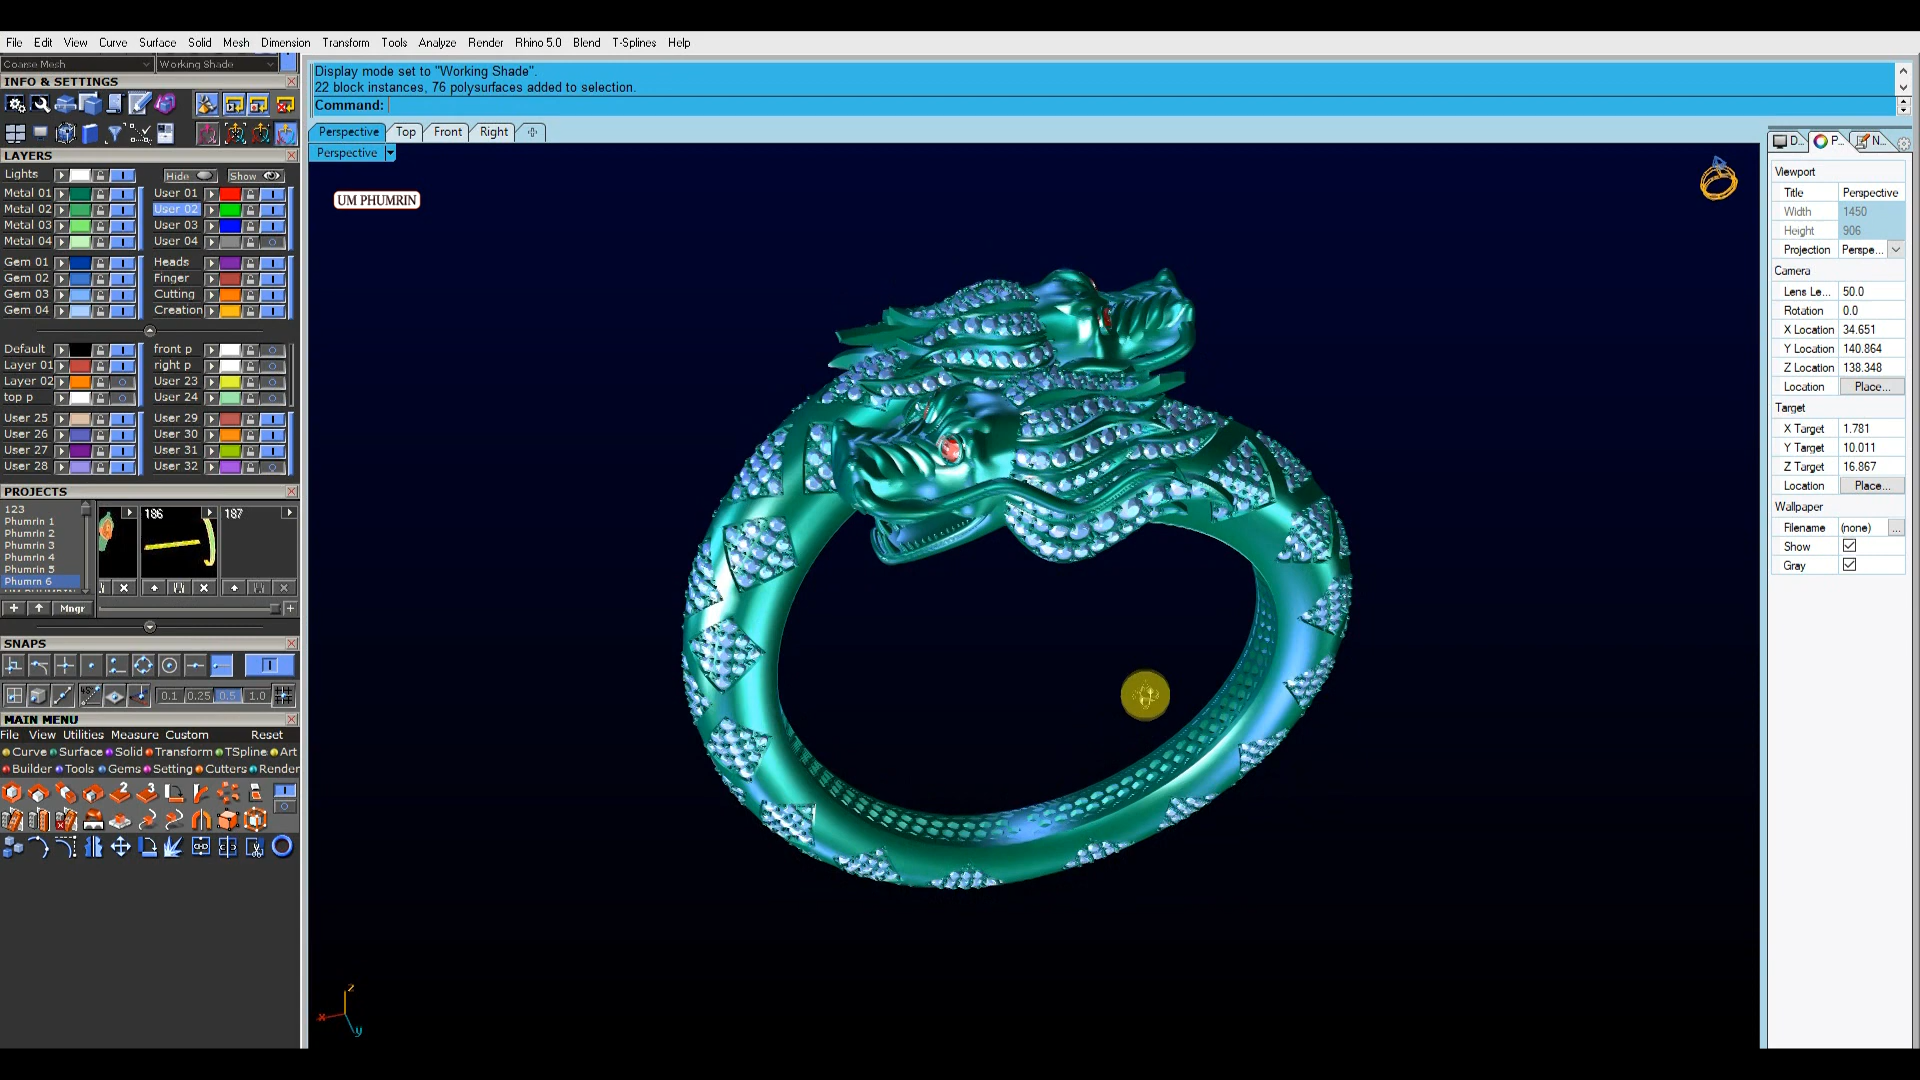 File Edit View Curve Surface Solid Mesh Dimension Transform Tools Analyze Render Rhino 5.0 Blend T-Splines Help
Coarse Mesh Working Shade
INFO & SETTINGS
LAYERS
Lights Hide Show
Metal 01 User 01
Metal 02 User 02
Metal 03 User 03
Metal 04 User 04
Gem 01 Heads
Gem 02 Finger
Gem 03 Cutting
Gem 04 Creation
Default front p
Layer 01 right p
Layer 02 User 23
top p User 24
User 25 User 29
User 26 User 30
User 27 User 31
User 28 User 32
PROJECTS
123
Phumrin 1
Phumrin 2
Phumrin 3
Phumrin 4
Phumrin 5
Phumrn 6
186 187
Mngr
SNAPS
0.1 0.25 0.5 1.0
MAIN MENU
File View Utilities Measure Custom Reset
Curve Surface Solid Transform TSpline Art
Builder Tools Gems Setting Cutters Render
Display mode set to "Working Shade".
22 block instances, 76 polysurfaces added to selection.
Command:
Perspective Top Front Right
Perspective
UM PHUMRIN
z
x
y
D... P... N...
Viewport
Title Perspective
Width 1450
Height 906
Projection Perspe...
Camera
Lens Le... 50.0
Rotation 0.0
X Location 34.651
Y Location 140.864
Z Location 138.348
Location Place...
Target
X Target 1.781
Y Target 10.011
Z Target 16.867
Location Place...
Wallpaper
Filename (none) ...
Show
Gray